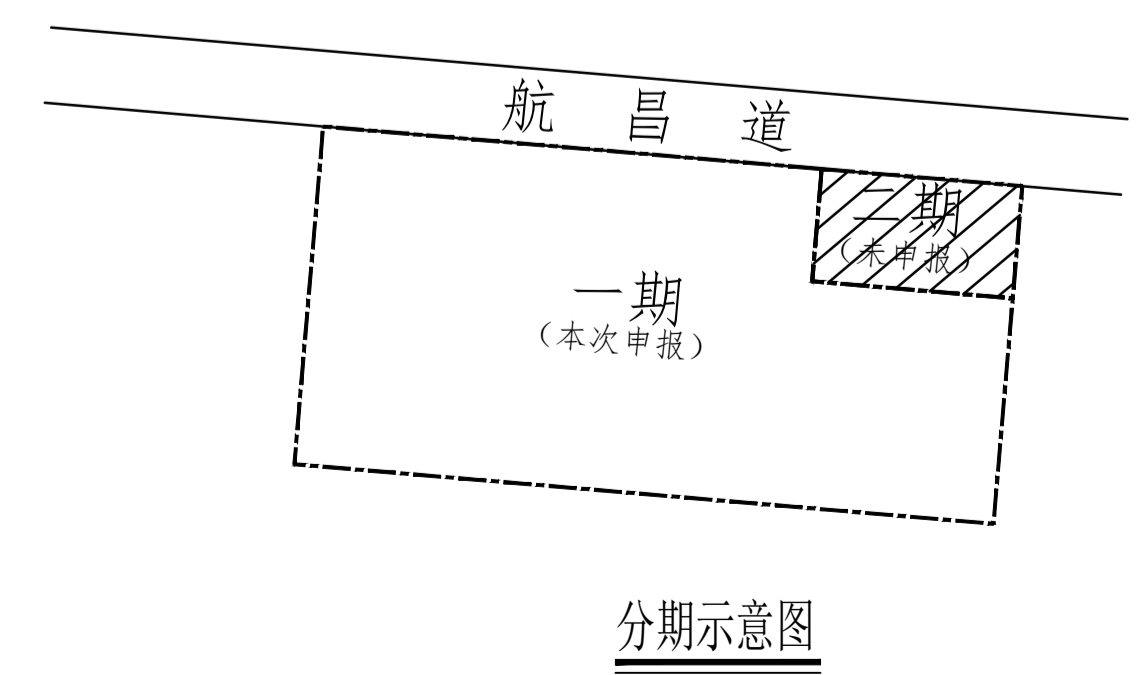 航昌道
二期
（未申报）
一期
（本次申报）
分期示意图